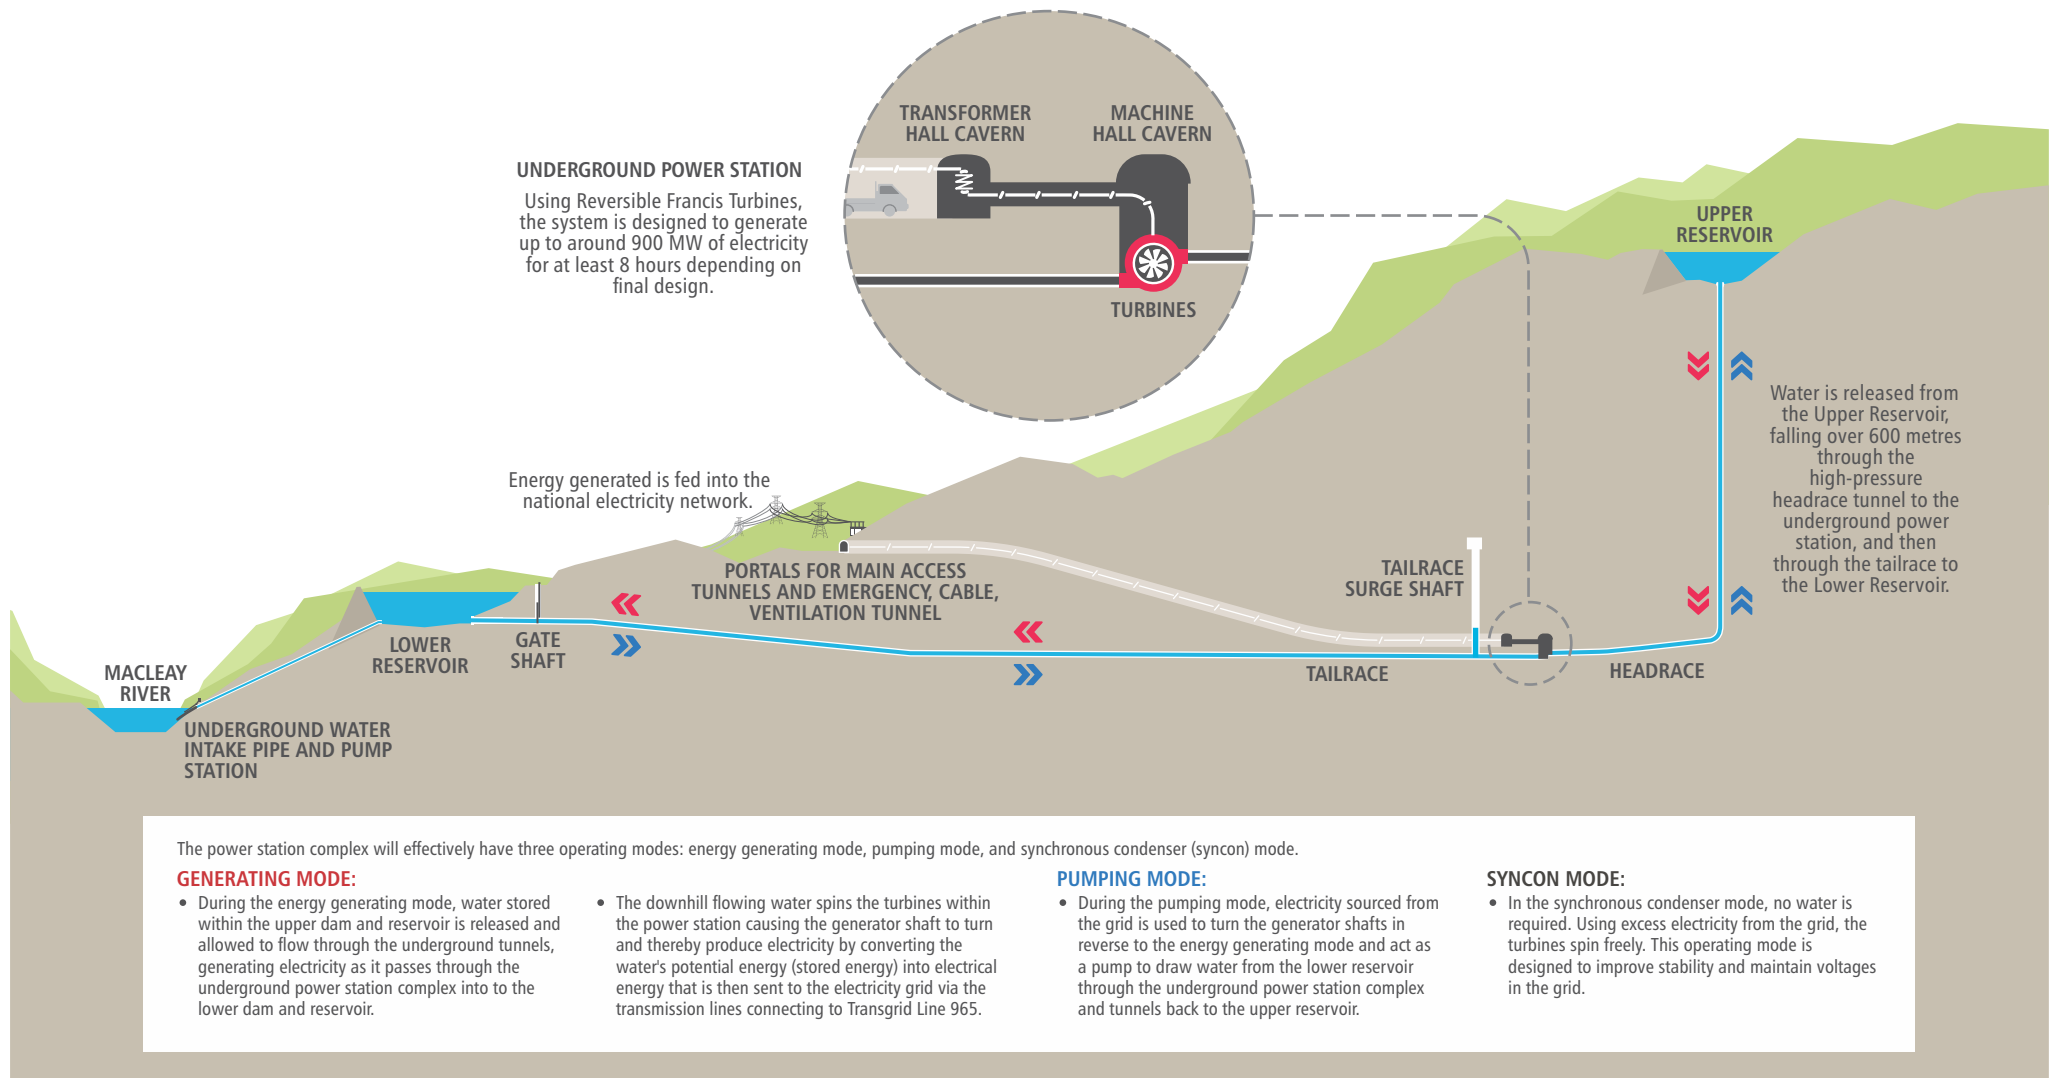 TRANSFORMER
HALL CAVERN
MACHINE
HALL CAVERN
TURBINES
UNDERGROUND POWER STATION
Using Reversible Francis Turbines,
the system is designed to generate
up to around 900 MW of electricity
for at least 8 hours depending on
final design.
UPPER
RESERVOIR
Water is released from
the Upper Reservoir,
falling over 600 metres
through the
high-pressure
headrace tunnel to the
underground power
station, and then
through the tailrace to
the Lower Reservoir.
Energy generated is fed into the
national electricity network.
PORTALS FOR MAIN ACCESS
TUNNELS AND EMERGENCY, CABLE,
VENTILATION TUNNEL
TAILRACE
SURGE SHAFT
LOWER
RESERVOIR
GATE
SHAFT
MACLEAY
RIVER
TAILRACE
HEADRACE
UNDERGROUND WATER
INTAKE PIPE AND PUMP
STATION
The power station complex will effectively have three operating modes: energy generating mode, pumping mode, and synchronous condenser (syncon) mode.
GENERATING MODE:
• During the energy generating mode, water stored
within the upper dam and reservoir is released and
allowed to flow through the underground tunnels,
generating electricity as it passes through the
underground power station complex into to the
lower dam and reservoir.
• The downhill flowing water spins the turbines within
the power station causing the generator shaft to turn
and thereby produce electricity by converting the
water's potential energy (stored energy) into electrical
energy that is then sent to the electricity grid via the
transmission lines connecting to Transgrid Line 965.
PUMPING MODE:
• During the pumping mode, electricity sourced from
the grid is used to turn the generator shafts in
reverse to the energy generating mode and act as
a pump to draw water from the lower reservoir
through the underground power station complex
and tunnels back to the upper reservoir.
SYNCON MODE:
• In the synchronous condenser mode, no water is
required. Using excess electricity from the grid, the
turbines spin freely. This operating mode is
designed to improve stability and maintain voltages
in the grid.